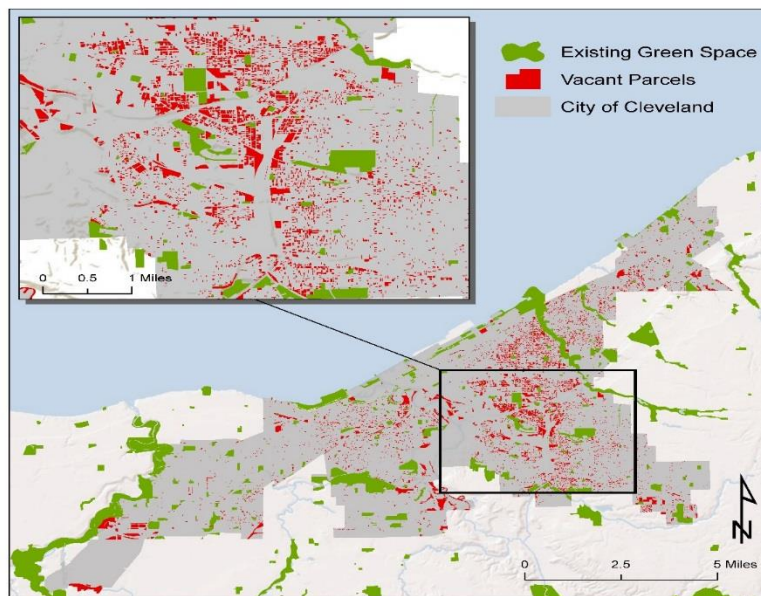 Existing Green Space
Vacant Parcels
City of Cleveland
0 0.5 1 Miles
N
0 2.5 5 Miles